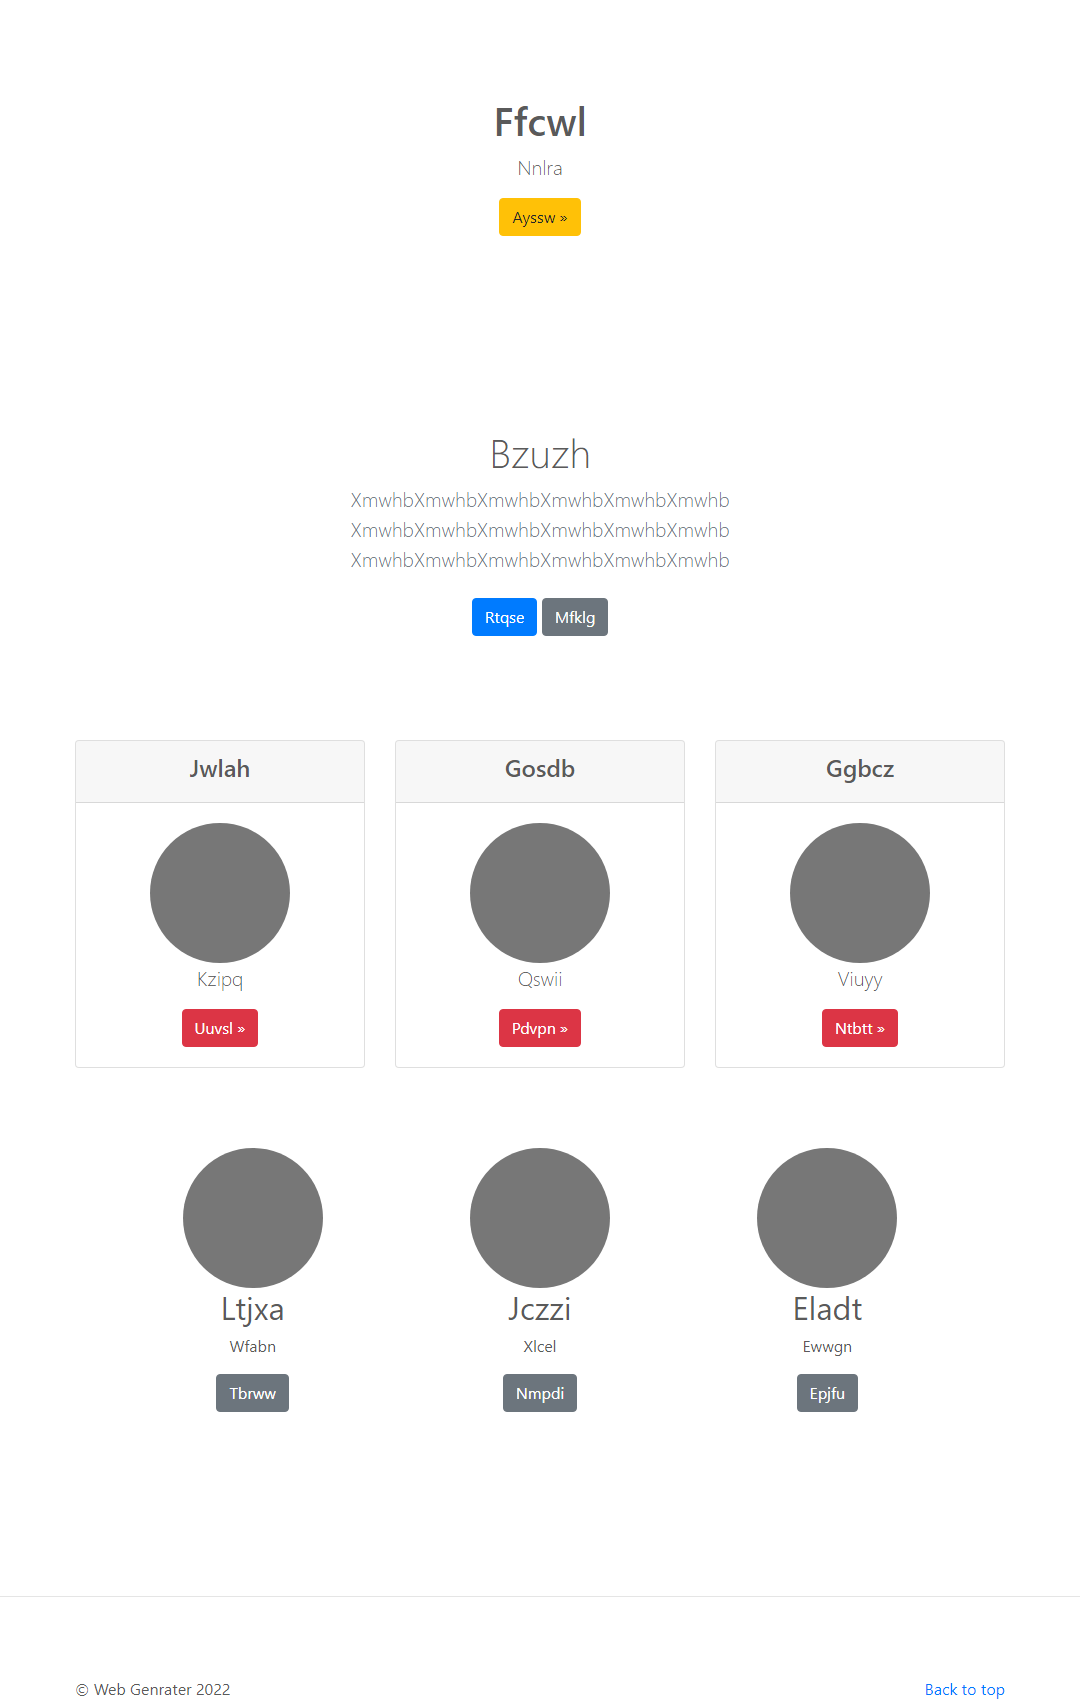 Ffcwl
Nnlra
Ayssw »
Bzuzh
XmwhbXmwhbXmwhbXmwhbXmwhbXmwhb
XmwhbXmwhbXmwhbXmwhbXmwhbXmwhb
XmwhbXmwhbXmwhbXmwhbXmwhbXmwhb
Rtqse Mfklg
Jwlah
Kzipq
Uuvsl »
Gosdb
Qswii
Pdvpn »
Ggbcz
Viuyy
Ntbtt »
Ltjxa
Wfabn
Tbrww
Jczzi
Xlcel
Nmpdi
Eladt
Ewwgn
Epjfu
© Web Genrater 2022
Back to top